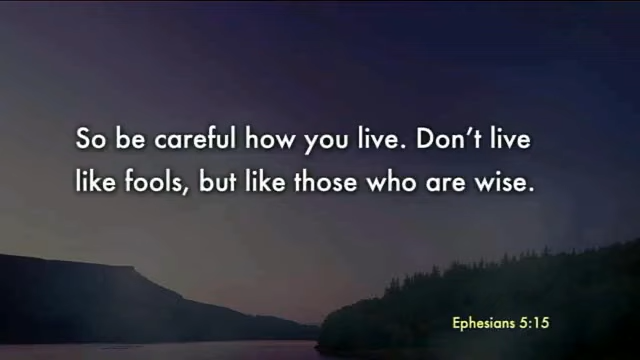 So be careful how you live. Don’t live
like fools, but like those who are wise.
Ephesians 5:15